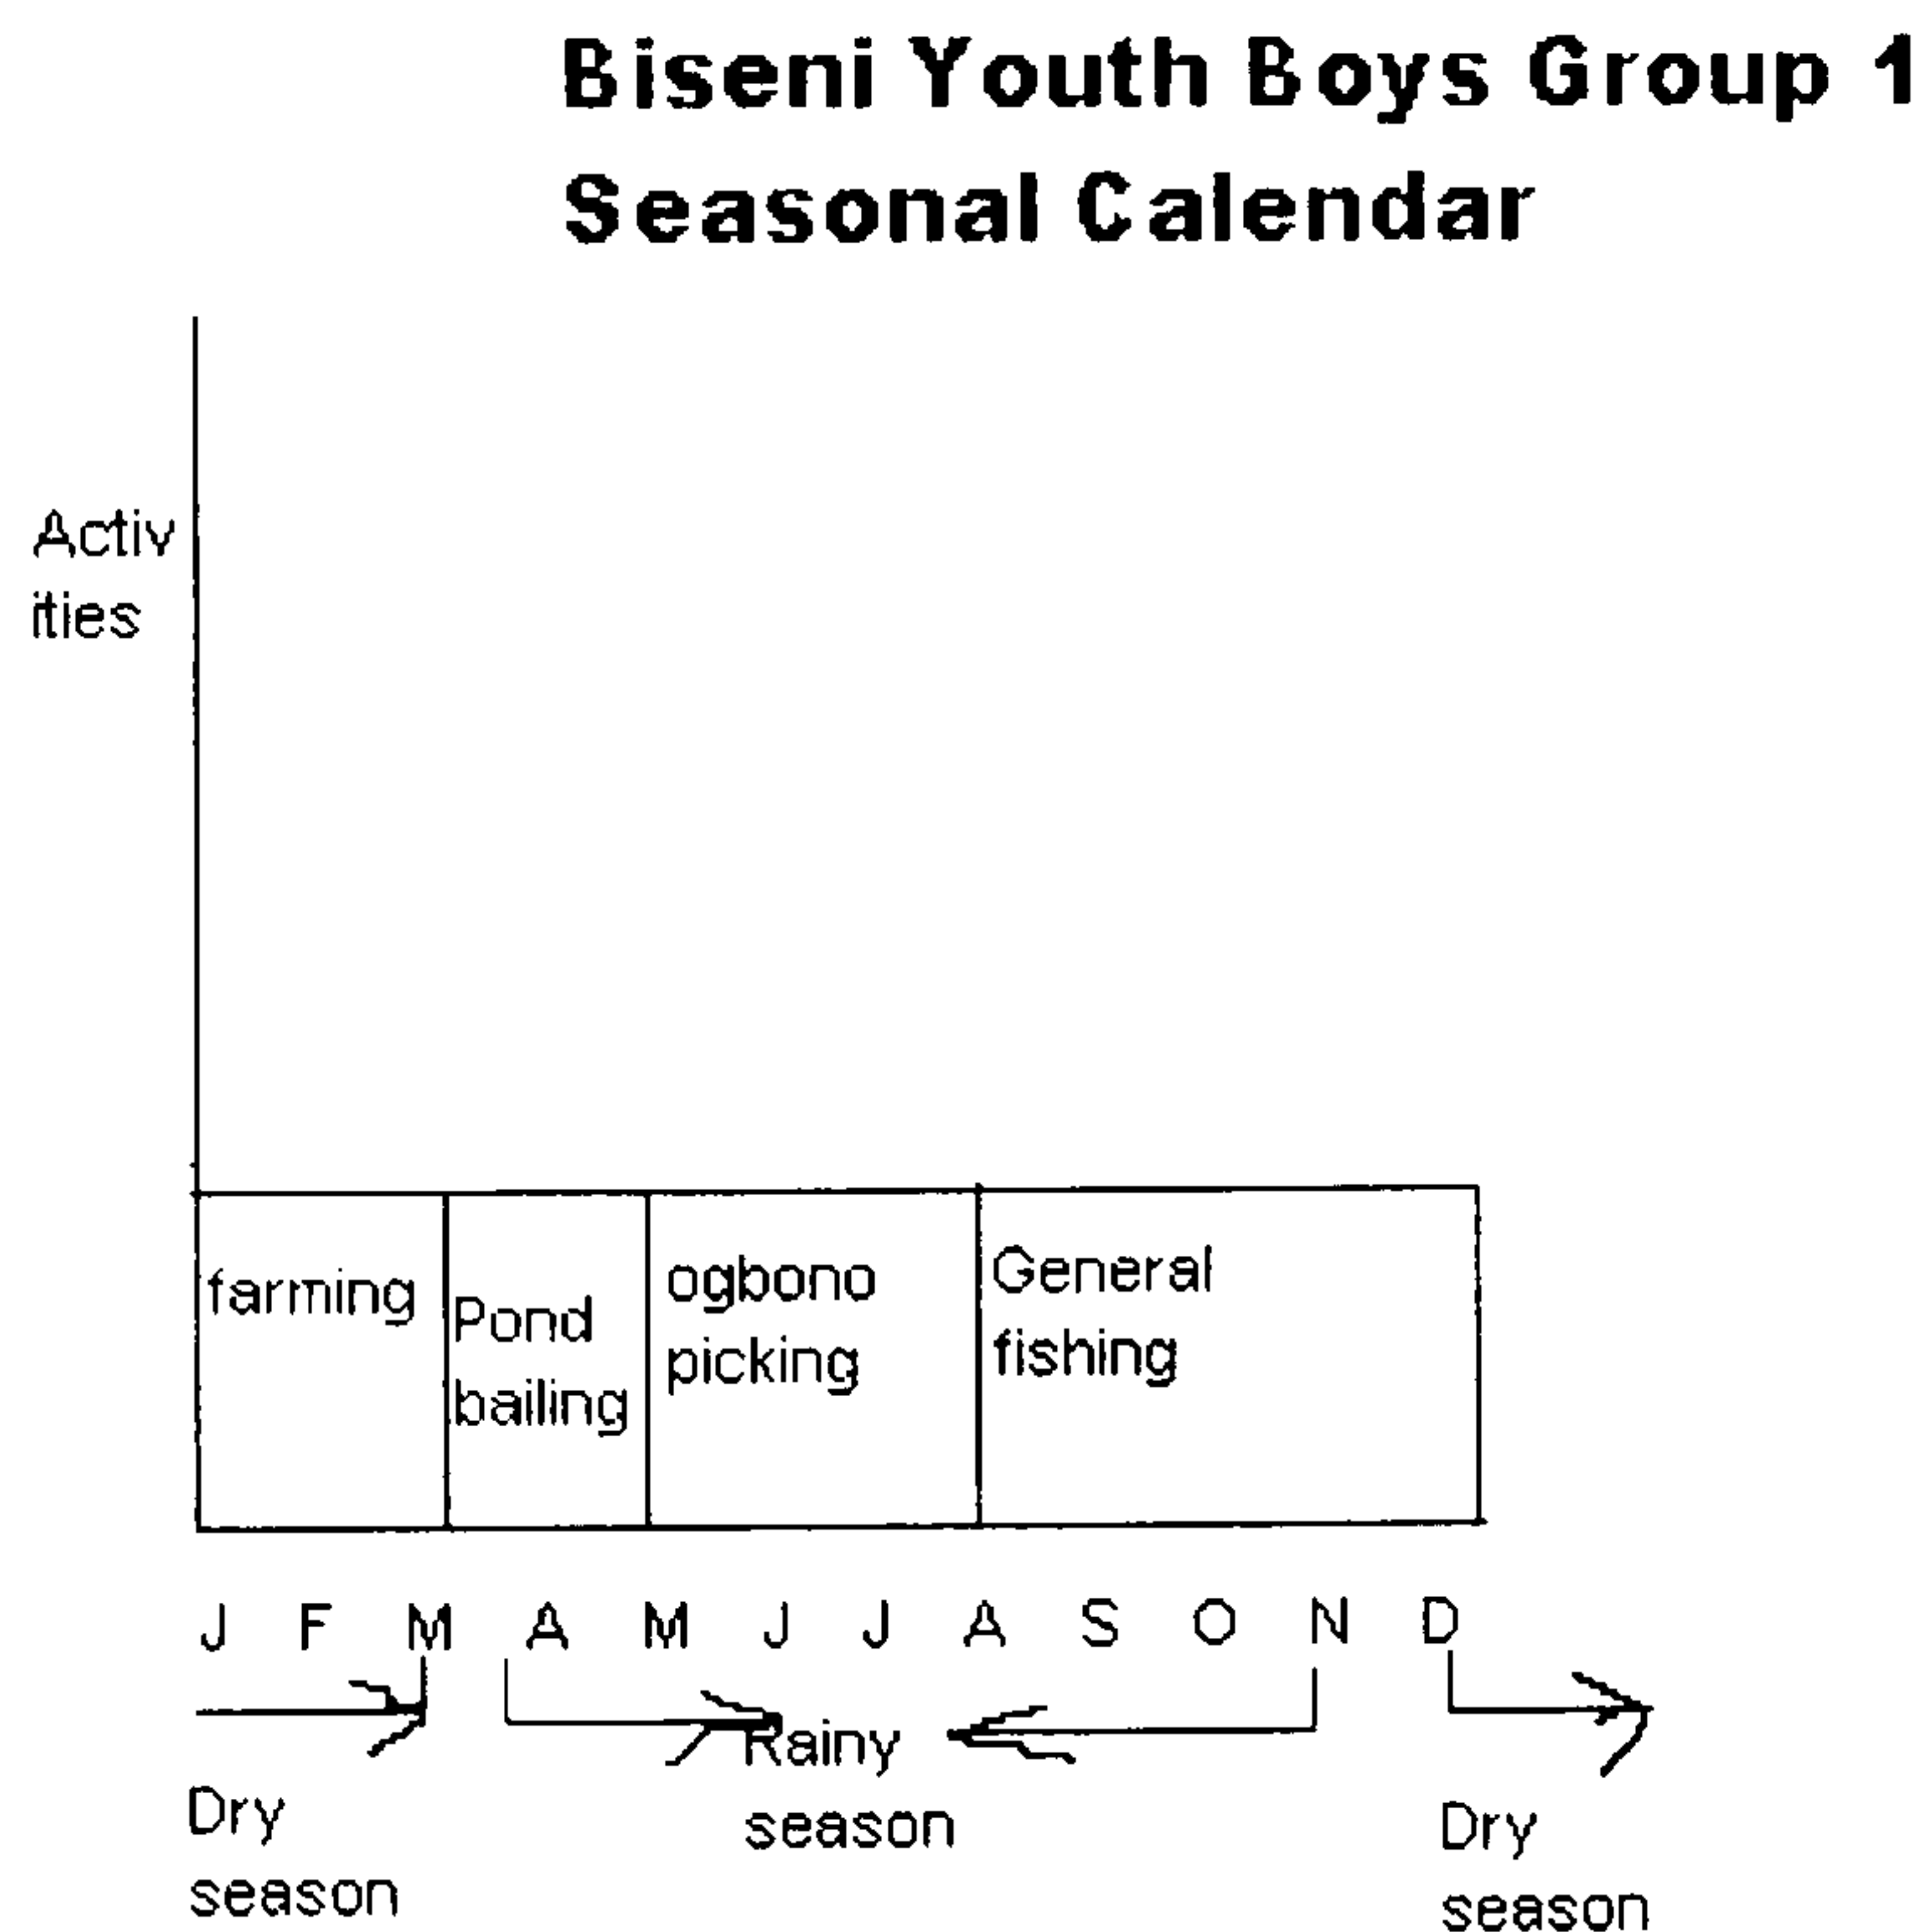 Biseni Youth Boys Group 1
Seasonal Calendar
Activ
ities
farming
Pond
bailing
ogbono
picking
General
fishing
J F M A M J J A S O N D
Dry
season
Rainy
season
Dry
season